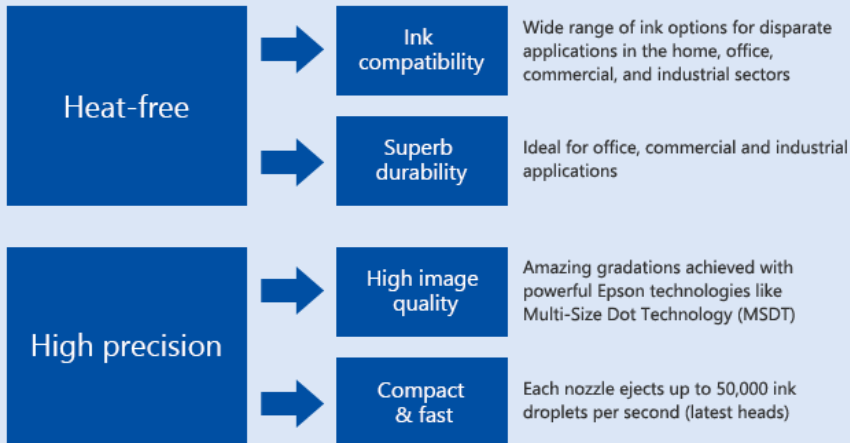 Heat-free
Ink
compatibility
Wide range of ink options for disparate
applications in the home, office,
commercial, and industrial sectors
Superb
durability
Ideal for office, commercial and industrial
applications
High precision
High image
quality
Amazing gradations achieved with
powerful Epson technologies like
Multi-Size Dot Technology (MSDT)
Compact
& fast
Each nozzle ejects up to 50,000 ink
droplets per second (latest heads)